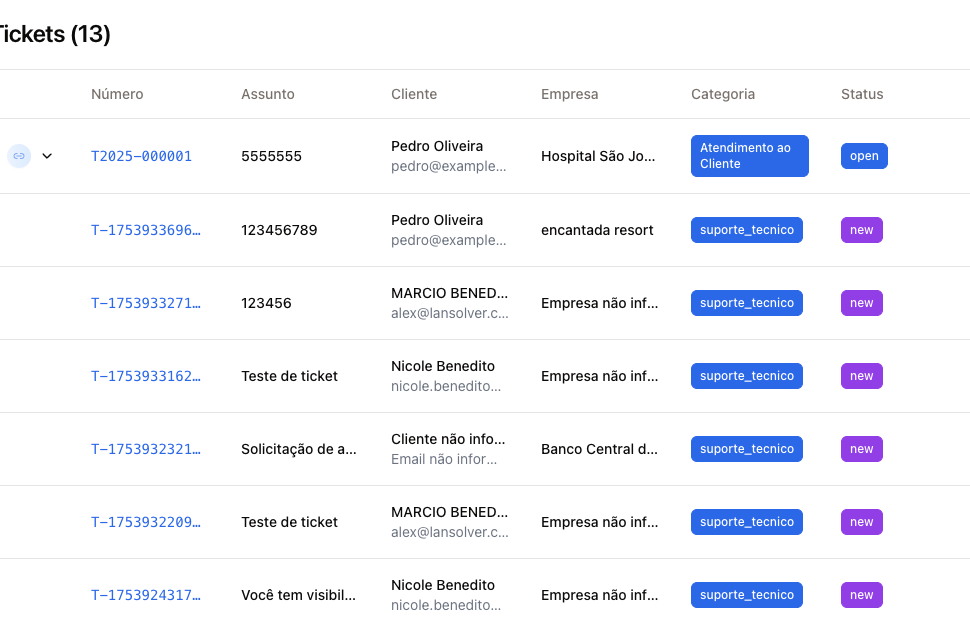 Tickets (13)
Número Assunto Cliente Empresa Categoria Status
T2025-000001 5555555 Pedro Oliveira pedro@example... Hospital São Jo... Atendimento ao Cliente open
T-1753933696… 123456789 Pedro Oliveira pedro@example... encantada resort suporte_tecnico new
T-1753933271… 123456 MARCIO BENED... alex@lansolver.c... Empresa não inf... suporte_tecnico new
T-1753933162… Teste de ticket Nicole Benedito nicole.benedito... Empresa não inf... suporte_tecnico new
T-1753932321… Solicitação de a... Cliente não info... Email não infor... Banco Central d... suporte_tecnico new
T-1753932209… Teste de ticket MARCIO BENED... alex@lansolver.c... Empresa não inf... suporte_tecnico new
T-1753924317… Você tem visibil... Nicole Benedito nicole.benedito... Empresa não inf... suporte_tecnico new